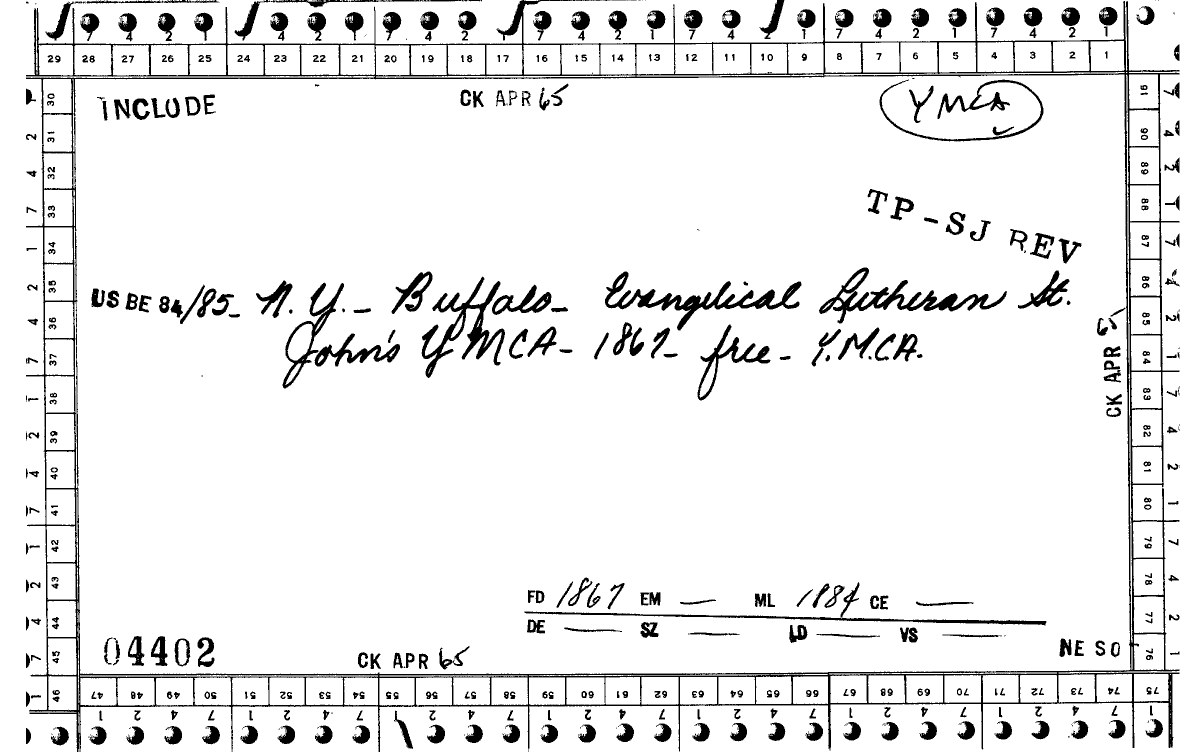 7 4 2 1 7 4 2 1 7 4 2 1 7 4 2 1 7 4 2 1 7 4 2 1 7 4 2 1
29 28 27 26 25 24 23 22 21 20 19 18 17 16 15 14 13 12 11 10 9 8 7 6 5 4 3 2 1
INCLUDE CK APR 65 YMCA
TP-SJ REV
US BE 84/85- N.Y.- Buffalo- Evangelical Lutheran St.
John's YMCA- 1867- free- Y.M.C.A.
CK APR 65
FD 1867 EM — ML 1884 CE —
DE — SZ — LD — VS —
04402 CK APR 65 NE SO
30 31 32 33 34 35 36 37 38 39 40 41 42 43 44 45 46
91 90 89 88 87 86 85 84 83 82 81 80 79 78 77 76
47 48 49 50 51 52 53 54 55 56 57 58 59 60 61 62 63 64 65 66 67 68 69 70 71 72 73 74 75
1 2 4 7 1 2 4 7 1 2 4 7 1 2 4 7 1 2 4 7 1 2 4 7 1 2 4 7 1